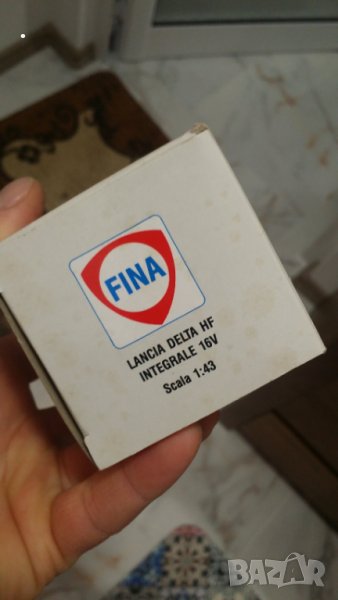 FINA
LANCIA DELTA HF
INTEGRALE 16V
Scala 1:43
BAZAR